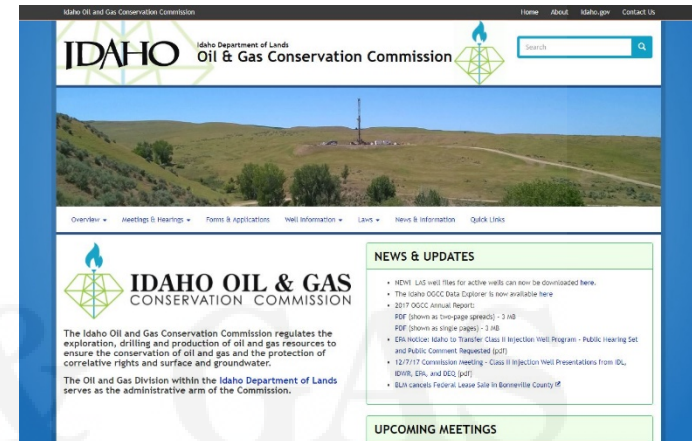 Idaho Oil and Gas Conservation Commission
Home About Idaho.gov Contact Us
IDAHO
Idaho Department of Lands
Oil & Gas Conservation Commission
Search
Overview
Meetings & Hearings
Forms & Applications
Well Information
Laws
News & Information
Quick Links
IDAHO OIL & GAS
CONSERVATION COMMISSION
The Idaho Oil and Gas Conservation Commission regulates the
exploration, drilling and production of oil and gas resources to
ensure the conservation of oil and gas and the protection of
correlative rights and surface and groundwater.
The Oil and Gas Division within the Idaho Department of Lands
serves as the administrative arm of the Commission.
NEWS & UPDATES
NEW! LAS well files for active wells can now be downloaded here.
The Idaho OGCC Data Explorer is now available here
2017 OGCC Annual Report:
PDF (shown as two-page spreads) - 3 MB
PDF (shown as single pages) - 3 MB
EPA Notice: Idaho to Transfer Class II Injection Well Program - Public Hearing Set
and Public Comment Requested (pdf)
12/7/17 Commission Meeting - Class II Injection Well Presentations from IDL,
IDWR, EPA, and DEQ (pdf)
BLM cancels Federal Lease Sale in Bonneville County
UPCOMING MEETINGS
& GAS